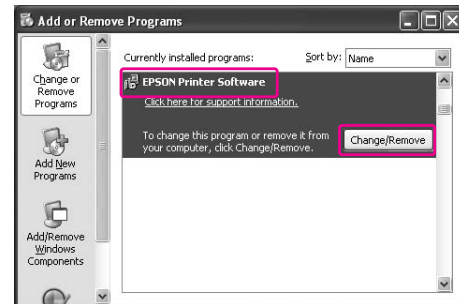 Add or Remove Programs
Change or
Remove
Programs
Add New
Programs
Add/Remove
Windows
Components
Currently installed programs:
Sort by:
Name
EPSON Printer Software
Click here for support information.
To change this program or remove it from
your computer, click Change/Remove.
Change/Remove